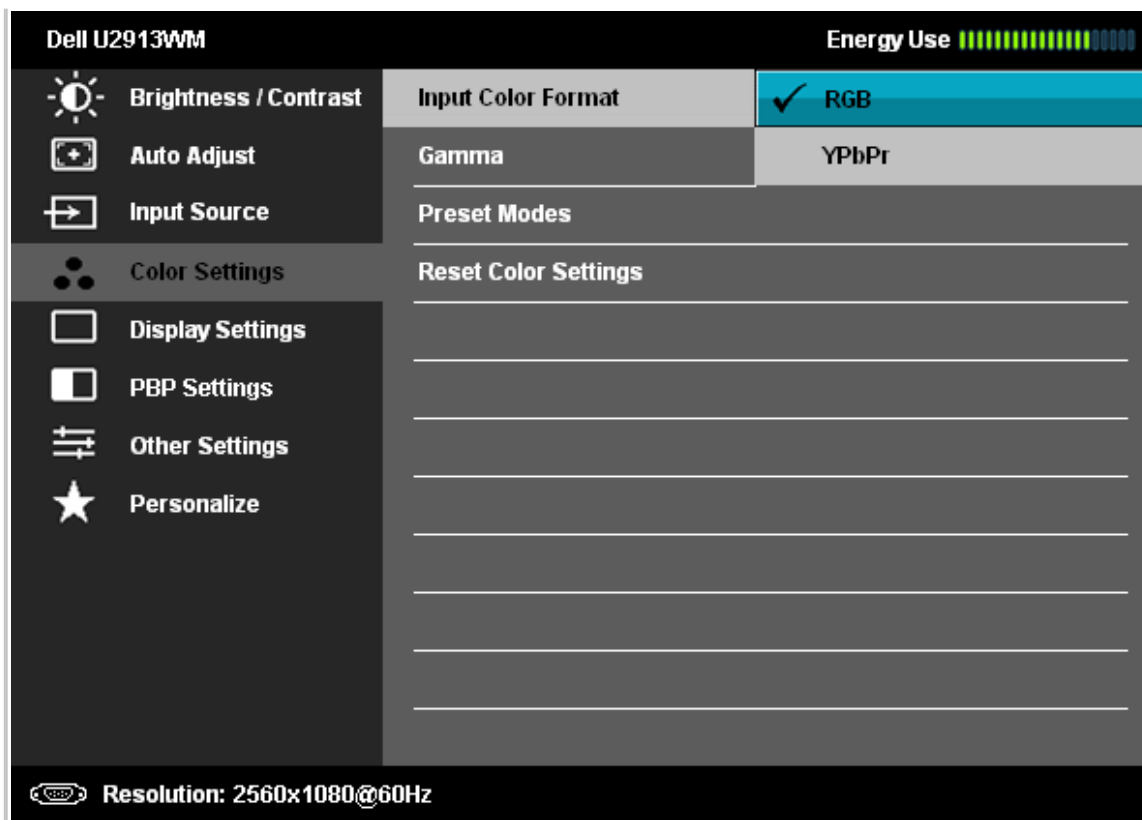 Dell U2913WM
Energy Use
Brightness / Contrast
Auto Adjust
Input Source
Color Settings
Display Settings
PBP Settings
Other Settings
Personalize
Input Color Format
Gamma
Preset Modes
Reset Color Settings
RGB
YPbPr
Resolution: 2560x1080@60Hz